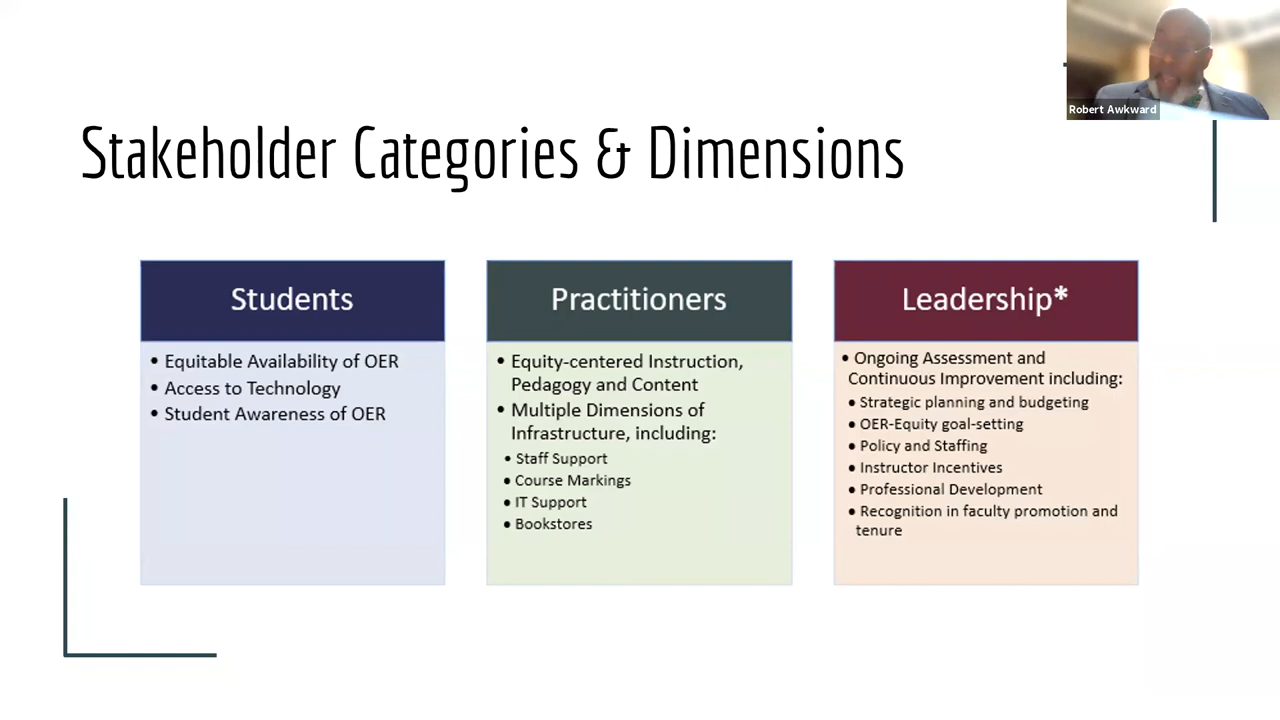 Robert Awkward
Stakeholder Categories & Dimensions
Students
• Equitable Availability of OER
• Access to Technology
• Student Awareness of OER
Practitioners
• Equity-centered Instruction,
Pedagogy and Content
• Multiple Dimensions of
Infrastructure, including:
• Staff Support
• Course Markings
• IT Support
• Bookstores
Leadership*
• Ongoing Assessment and
Continuous Improvement including:
• Strategic planning and budgeting
• OER-Equity goal-setting
• Policy and Staffing
• Instructor Incentives
• Professional Development
• Recognition in faculty promotion and
tenure